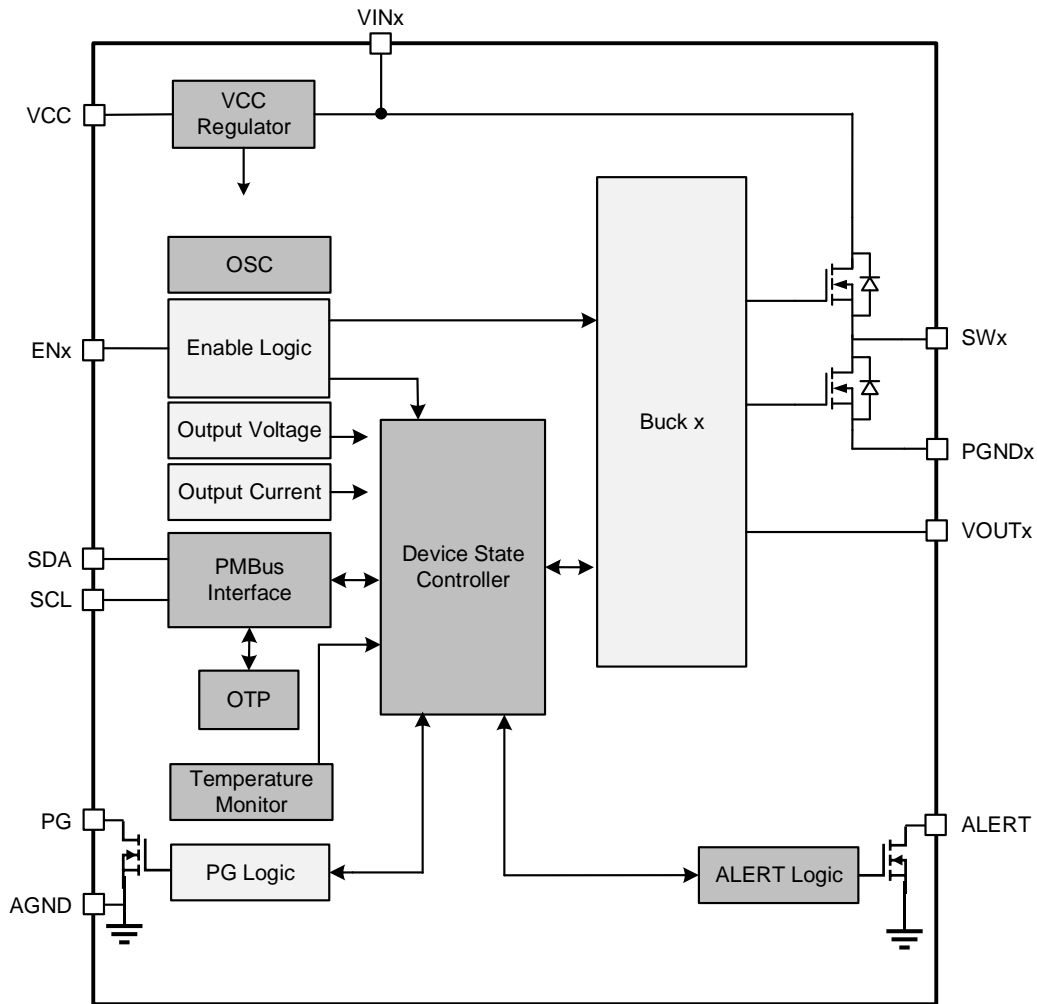 VINx
VCC
VCC
Regulator
OSC
ENx
Enable Logic
SWx
Output Voltage
Buck x
PGNDx
Output Current
VOUTx
SDA
PMBus
Interface
Device State
Controller
SCL
OTP
Temperature
Monitor
PG
ALERT
PG Logic
ALERT Logic
AGND